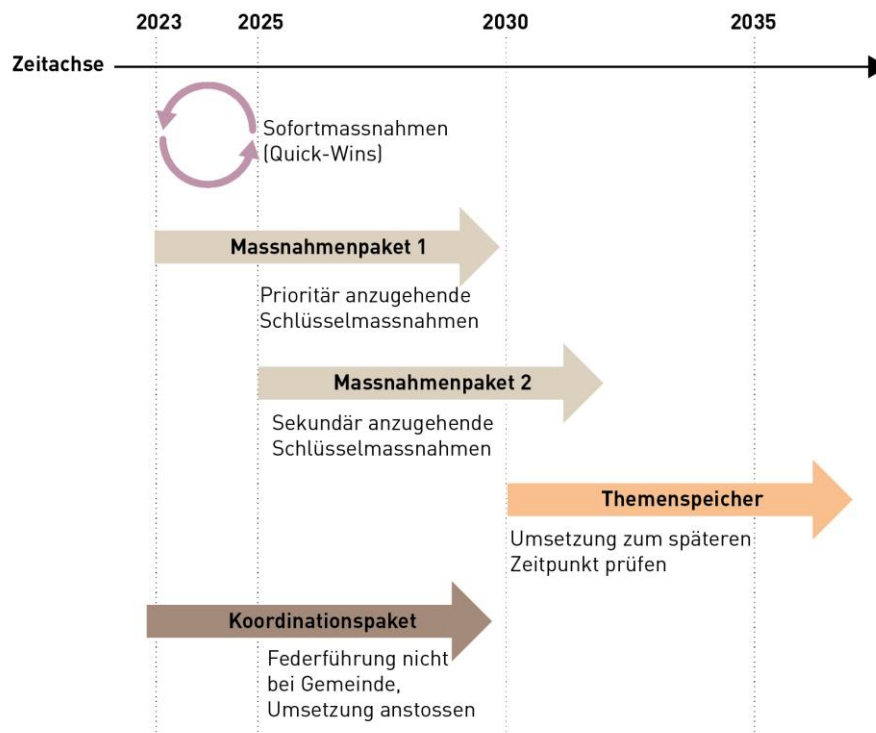 2023 2025 2030 2035
Zeitachse
Sofortmassnahmen
(Quick-Wins)
Massnahmenpaket 1
Prioritär anzugehende
Schlüsselmassnahmen
Massnahmenpaket 2
Sekundär anzugehende
Schlüsselmassnahmen
Themenspeicher
Umsetzung zum späteren
Zeitpunkt prüfen
Koordinationspaket
Federführung nicht
bei Gemeinde,
Umsetzung anstossen